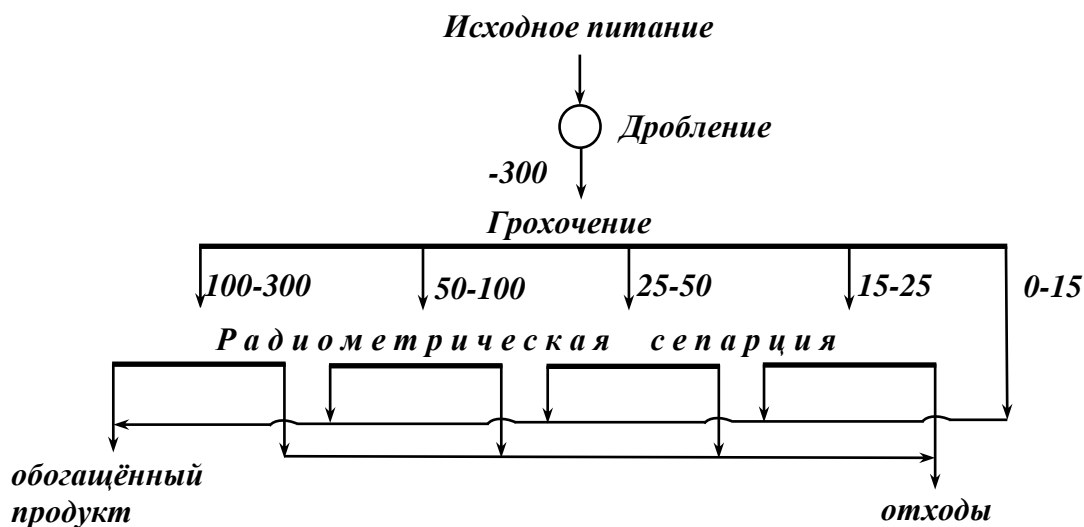 Исходное питание
Дробление
-300
Грохочение
100-300 50-100 25-50 15-25 0-15
Радиометрическая сепарция
обогащённый
продукт
отходы